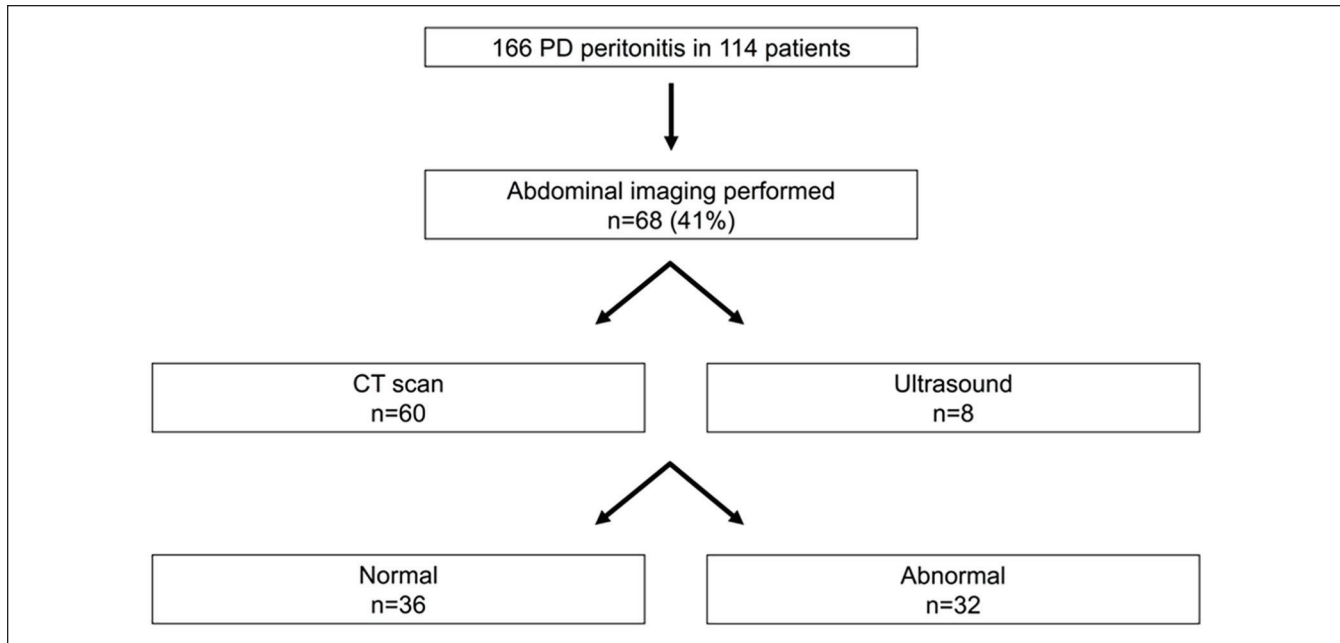 166 PD peritonitis in 114 patients
Abdominal imaging performed
n=68 (41%)
CT scan
n=60
Ultrasound
n=8
Normal
n=36
Abnormal
n=32